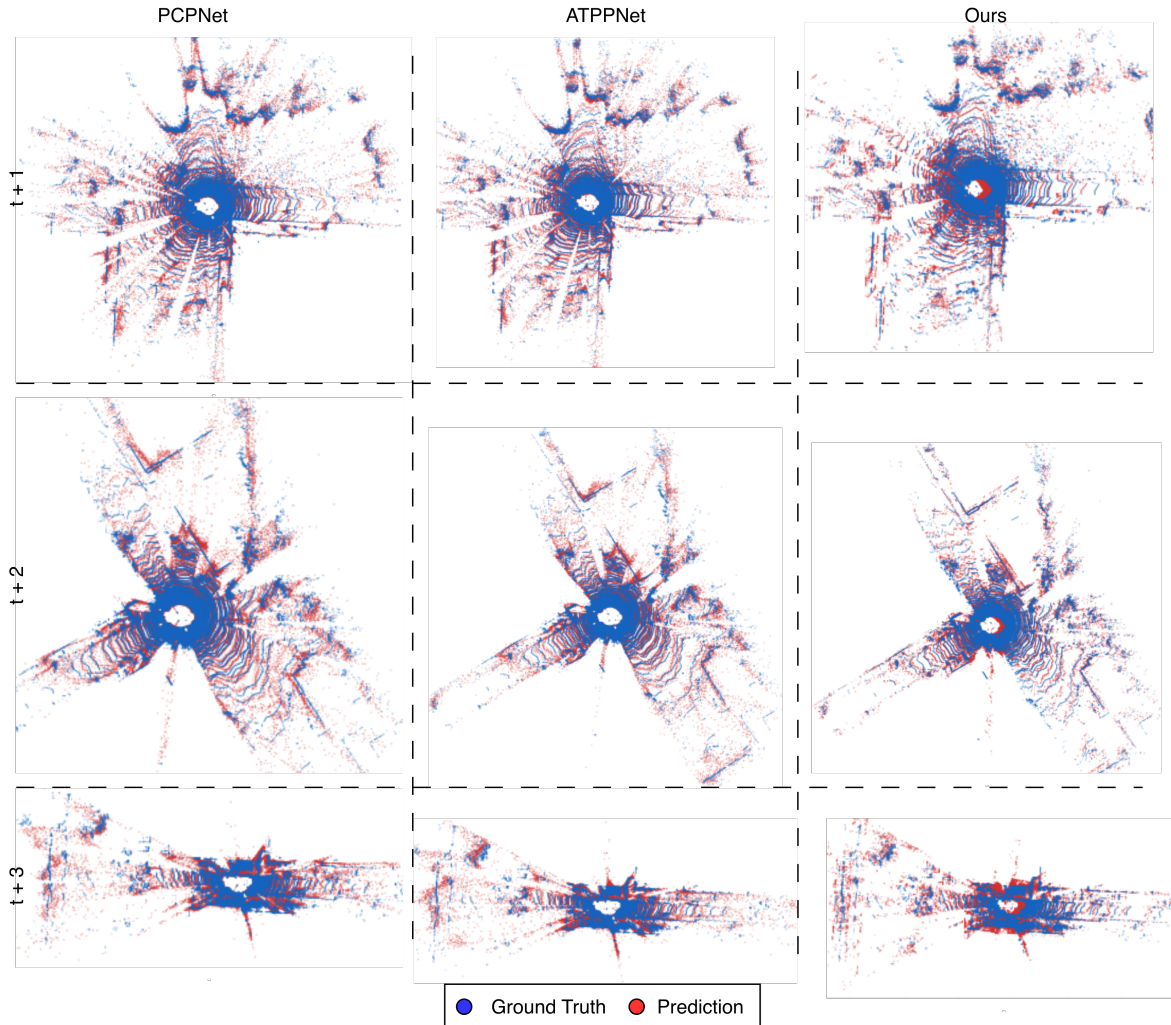 PCPNet
ATPPNet
Ours
t + 1
t + 2
t + 3
Ground Truth
Prediction